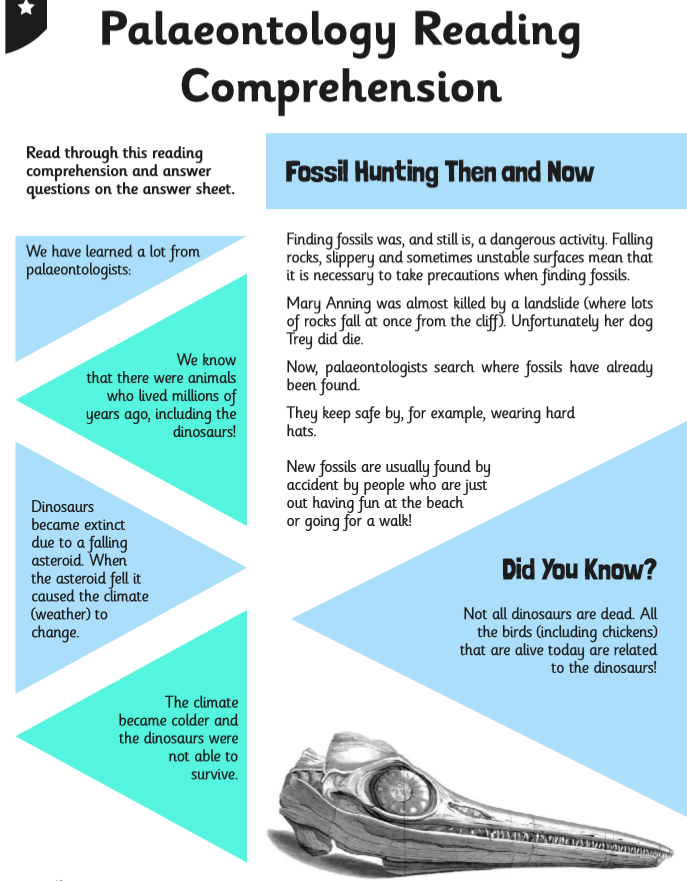 Palaeontology Reading
Comprehension
Read through this reading
comprehension and answer
questions on the answer sheet.
We have learned a lot from
palaeontologists:
We know
that there were animals
who lived millions of
years ago, including the
dinosaurs!
Dinosaurs
became extinct
due to a falling
asteroid. When
the asteroid fell it
caused the climate
(weather) to
change.
The climate
became colder and
the dinosaurs were
not able to
survive.
Fossil Hunting Then and Now
Finding fossils was, and still is, a dangerous activity. Falling
rocks, slippery and sometimes unstable surfaces mean that
it is necessary to take precautions when finding fossils.
Mary Anning was almost killed by a landslide (where lots
of rocks fall at once from the cliff). Unfortunately her dog
Trey did die.
Now, palaeontologists search where fossils have already
been found.
They keep safe by, for example, wearing hard
hats.
New fossils are usually found by
accident by people who are just
out having fun at the beach
or going for a walk!
Did You Know?
Not all dinosaurs are dead. All
the birds (including chickens)
that are alive today are related
to the dinosaurs!